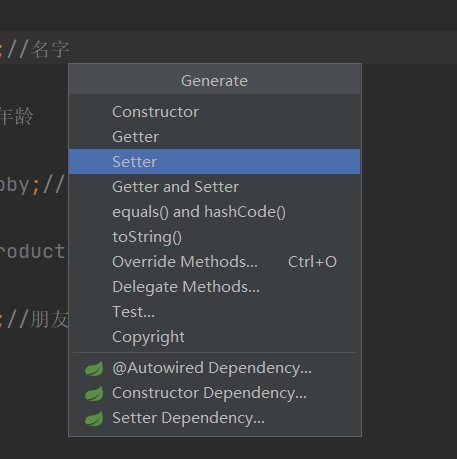 ;//名字
Generate
Constructor
年龄
Getter
Setter
oby;//
Getter and Setter
equals() and hashCode()
toString()
roduct
Override Methods... Ctrl+O
Delegate Methods...
;//朋友
Test...
Copyright
@Autowired Dependency...
Constructor Dependency...
Setter Dependency...